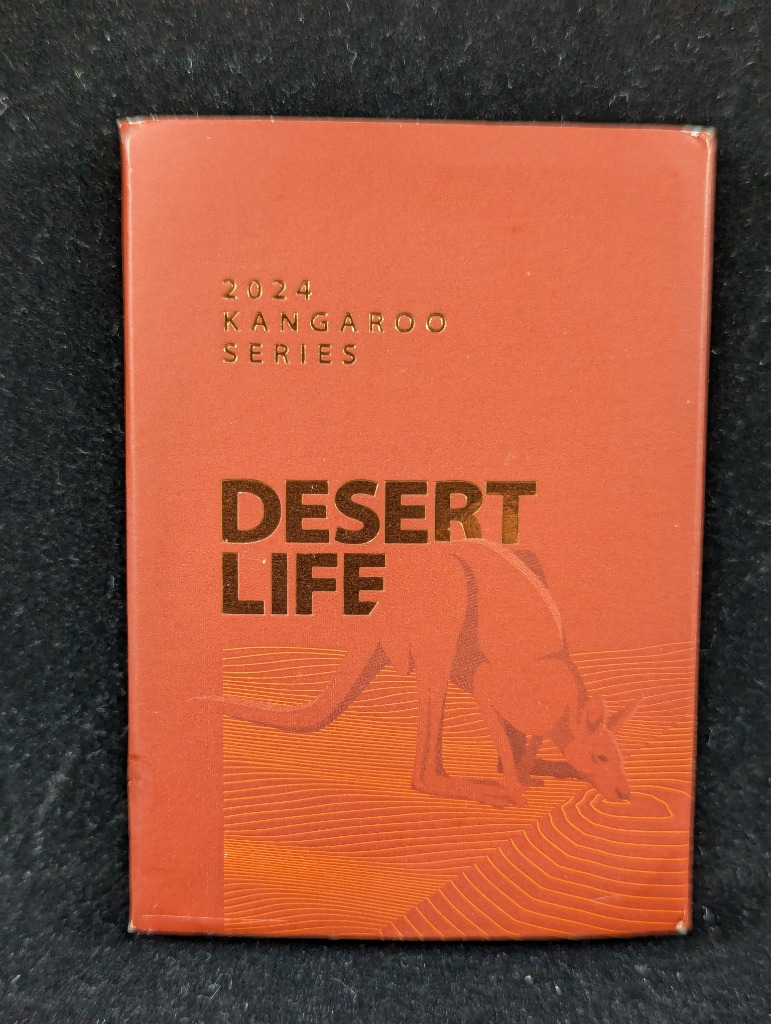 2024
KANGAROO
SERIES
DESERT
LIFE